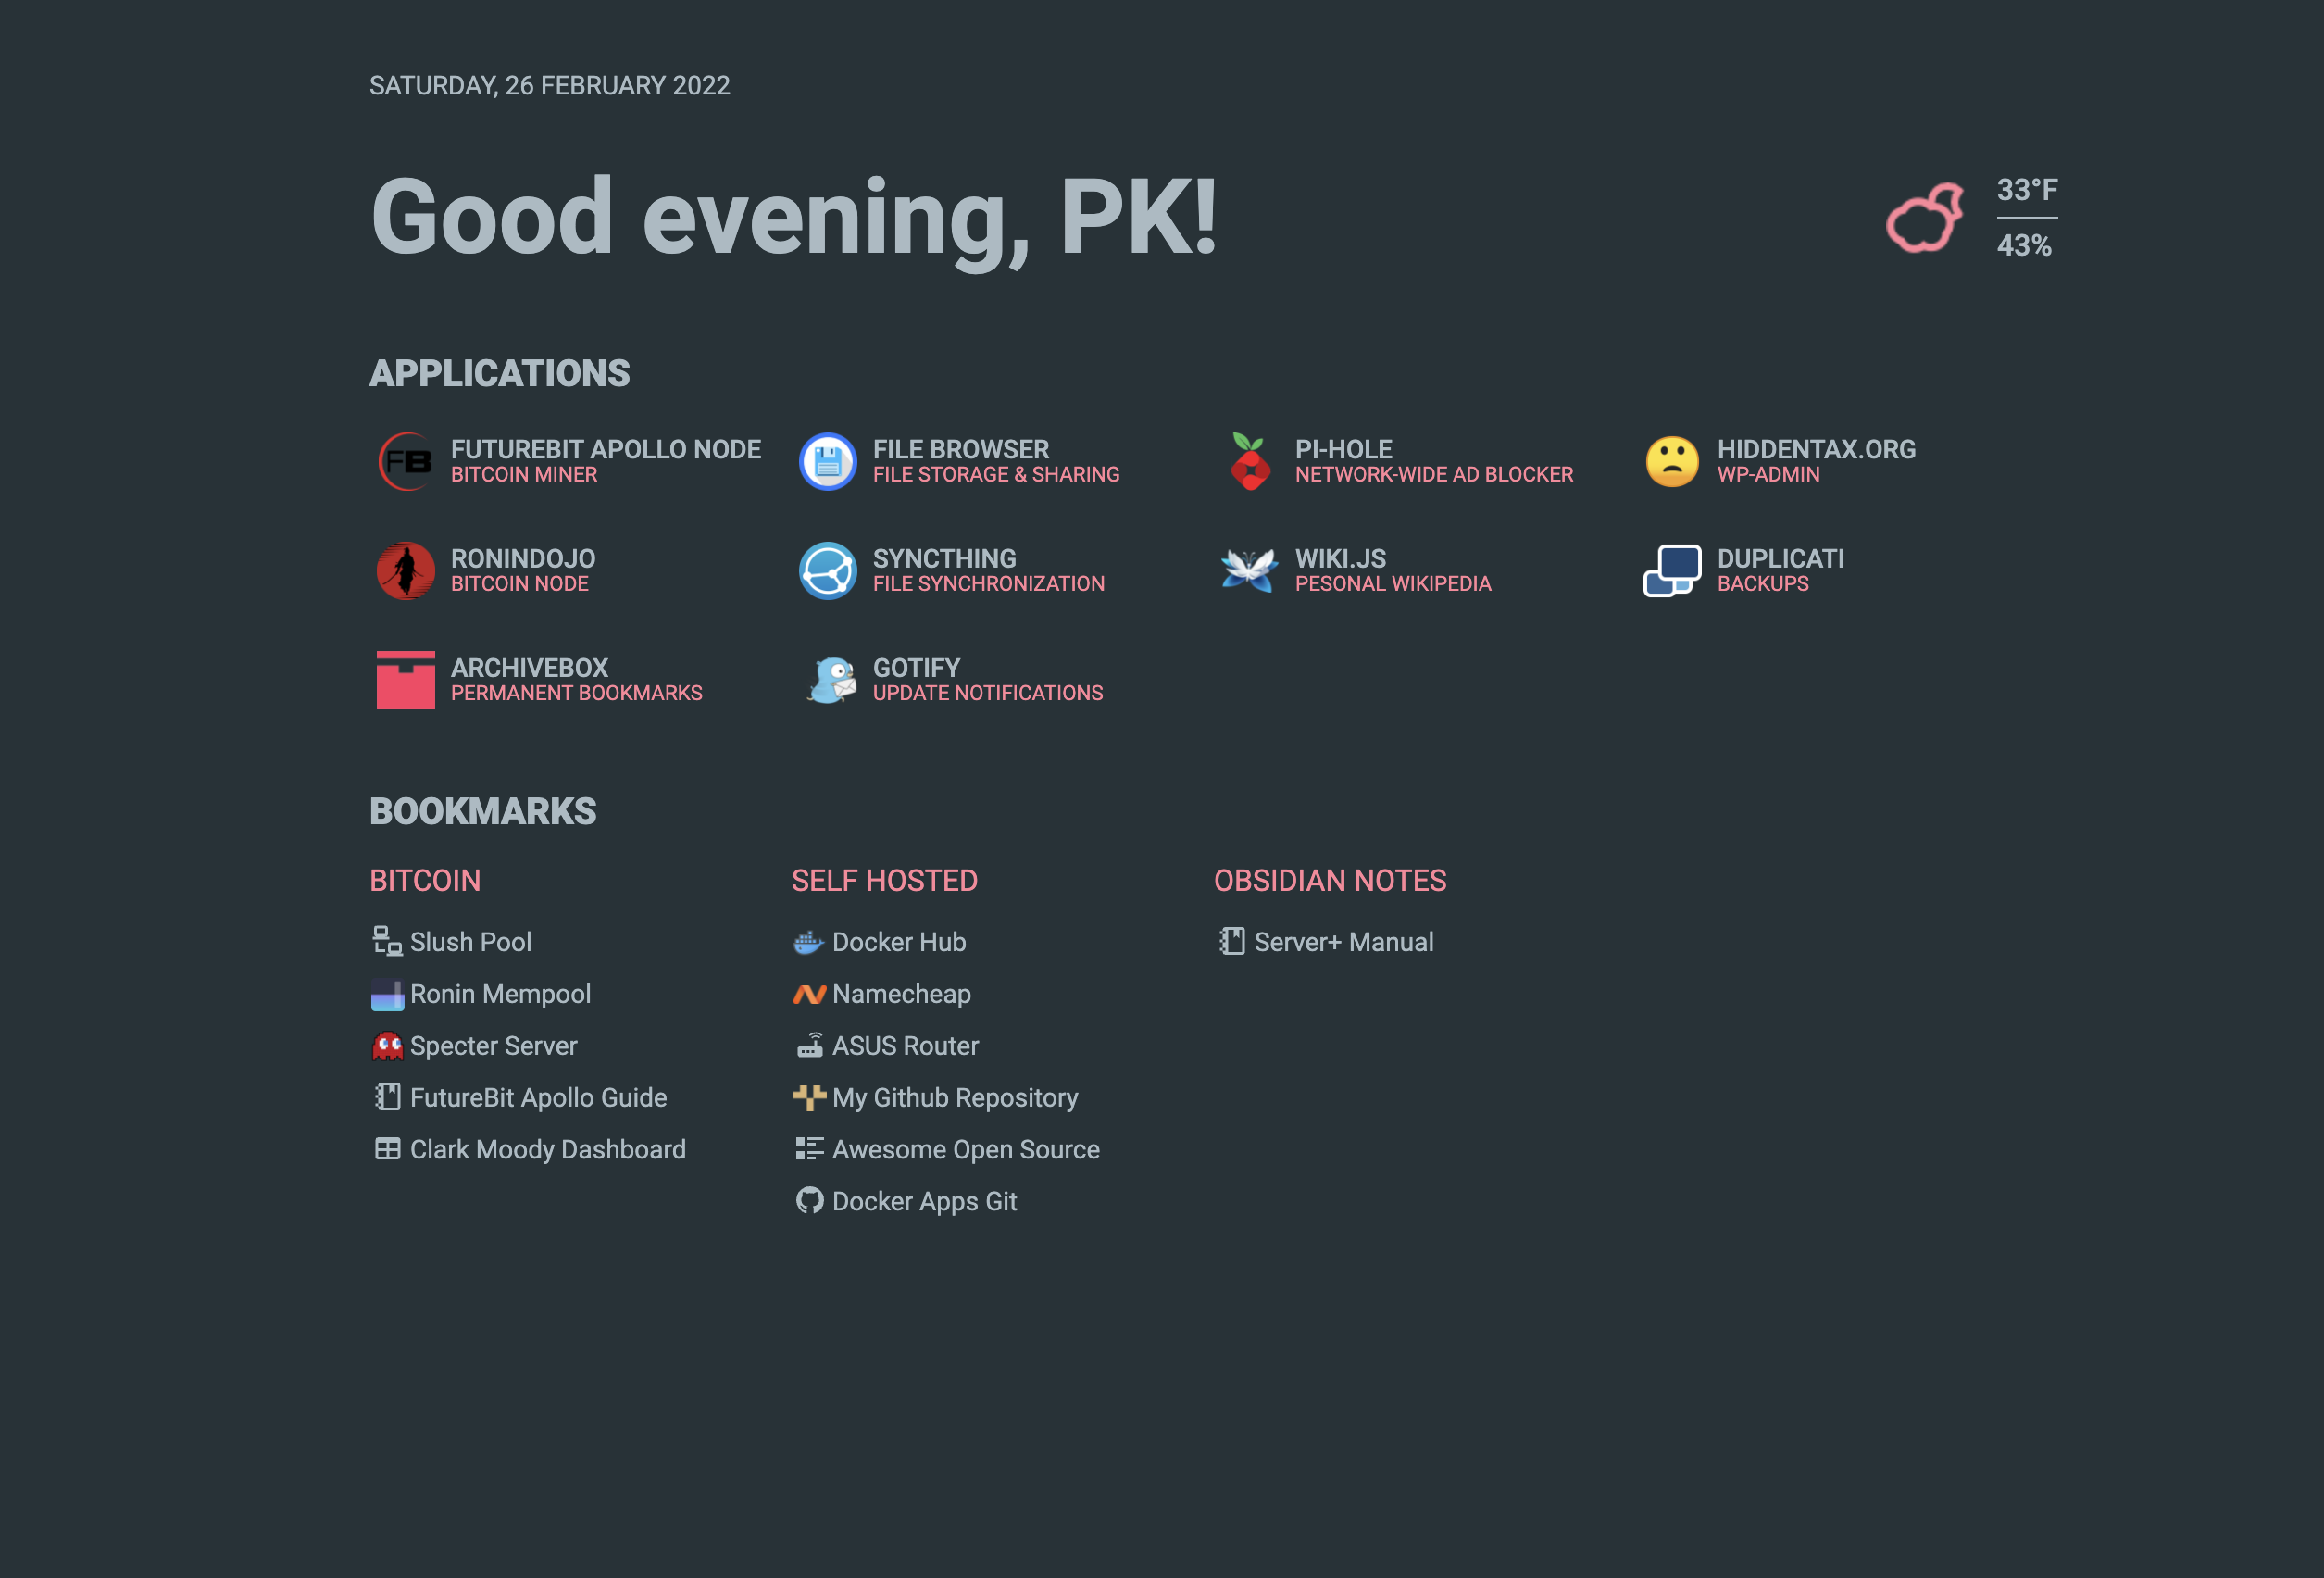 SATURDAY, 26 FEBRUARY 2022
Good evening, PK!
33°F
43%
APPLICATIONS
FB
FUTUREBIT APOLLO NODE
BITCOIN MINER
FILE BROWSER
FILE STORAGE & SHARING
PI-HOLE
NETWORK-WIDE AD BLOCKER
HIDDENTAX.ORG
WP-ADMIN
RONINDOJO
BITCOIN NODE
SYNCTHING
FILE SYNCHRONIZATION
WIKI.JS
PESONAL WIKIPEDIA
DUPLICATI
BACKUPS
ARCHIVEBOX
PERMANENT BOOKMARKS
GOTIFY
UPDATE NOTIFICATIONS
BOOKMARKS
BITCOIN
Slush Pool
Ronin Mempool
Specter Server
FutureBit Apollo Guide
Clark Moody Dashboard
SELF HOSTED
Docker Hub
Namecheap
ASUS Router
My Github Repository
Awesome Open Source
Docker Apps Git
OBSIDIAN NOTES
Server+ Manual